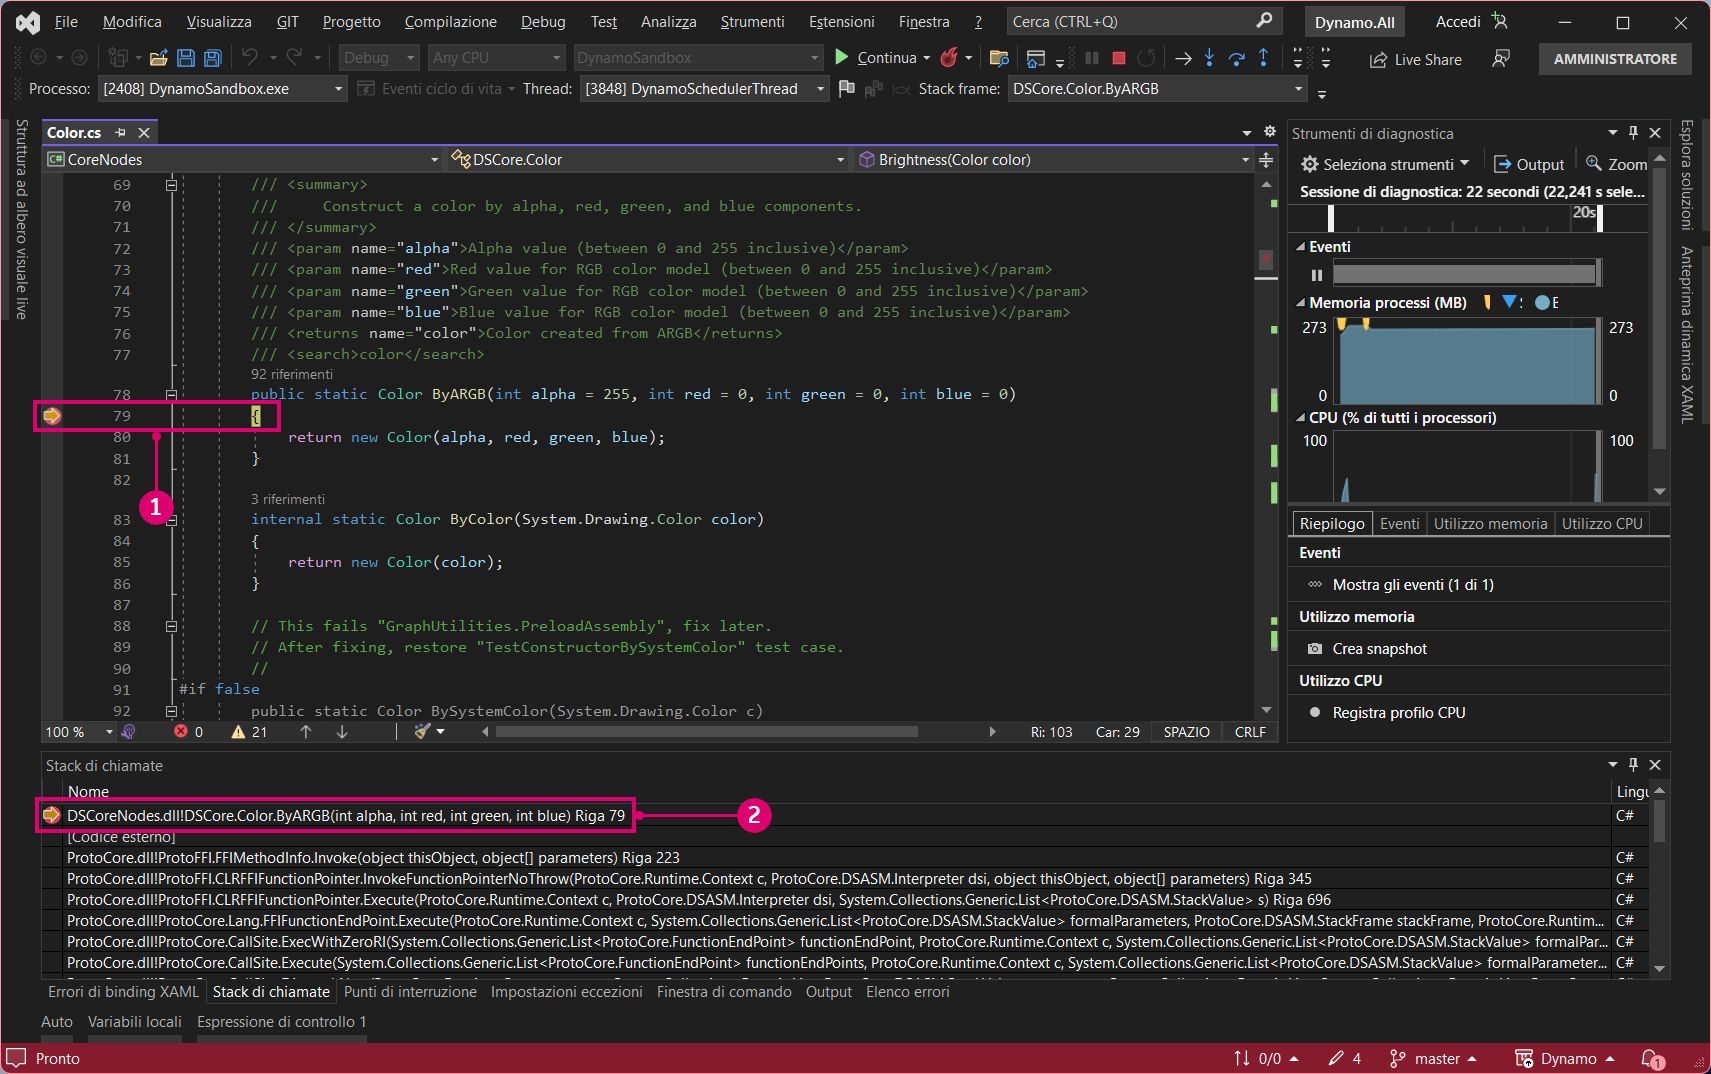 File Modifica Visualizza GIT Progetto Compilazione Debug Test Analizza Strumenti Estensioni Finestra ? Cerca (CTRL+Q) Dynamo.All Accedi
Debug Any CPU DynamoSandbox Continua Live Share AMMINISTRATORE
Processo: [2408] DynamoSandbox.exe Eventi ciclo di vita Thread: [3848] DynamoSchedulerThread Stack frame: DSCore.Color.ByARGB
Struttura ad albero visuale live
Color.cs
C# CoreNodes DSCore.Color Brightness(Color color)
69 /// <summary>
70 /// Construct a color by alpha, red, green, and blue components.
71 /// </summary>
72 /// <param name="alpha">Alpha value (between 0 and 255 inclusive)</param>
73 /// <param name="red">Red value for RGB color model (between 0 and 255 inclusive)</param>
74 /// <param name="green">Green value for RGB color model (between 0 and 255 inclusive)</param>
75 /// <param name="blue">Blue value for RGB color model (between 0 and 255 inclusive)</param>
76 /// <returns name="color">Color created from ARGB</returns>
77 /// <search>color</search>
92 riferimenti
78 public static Color ByARGB(int alpha = 255, int red = 0, int green = 0, int blue = 0)
79 {
80 return new Color(alpha, red, green, blue);
81 }
82
1
3 riferimenti
83 internal static Color ByColor(System.Drawing.Color color)
84 {
85 return new Color(color);
86 }
87
88 // This fails "GraphUtilities.PreloadAssembly", fix later.
89 // After fixing, restore "TestConstructorBySystemColor" test case.
90 //
91 #if false
92 public static Color BySystemColor(System.Drawing.Color c)
100 % 0 21 Ri: 103 Car: 29 SPAZIO CRLF
Strumenti di diagnostica
Seleziona strumenti Output Zoom
Sessione di diagnostica: 22 secondi (22,241 s sele...
20s
Eventi
Memoria processi (MB) : E
273 273
0 0
CPU (% di tutti i processori)
100 100
Riepilogo Eventi Utilizzo memoria Utilizzo CPU
Eventi
Mostra gli eventi (1 di 1)
Utilizzo memoria
Crea snapshot
Utilizzo CPU
Registra profilo CPU
Esplora soluzioni
Anteprima dinamica XAML
Stack di chiamate
Nome Lingu
DSCoreNodes.dll!DSCore.Color.ByARGB(int alpha, int red, int green, int blue) Riga 79 2 C#
[Codice esterno]
ProtoCore.dll!ProtoFFI.FFIMethodInfo.Invoke(object thisObject, object[] parameters) Riga 223 C#
ProtoCore.dll!ProtoFFI.CLRFFIFunctionPointer.InvokeFunctionPointerNoThrow(ProtoCore.Runtime.Context c, ProtoCore.DSASM.Interpreter dsi, object thisObject, object[] parameters) Riga 345 C#
ProtoCore.dll!ProtoFFI.CLRFFIFunctionPointer.Execute(ProtoCore.Runtime.Context c, ProtoCore.DSASM.Interpreter dsi, System.Collections.Generic.List<ProtoCore.DSASM.StackValue> s) Riga 696 C#
ProtoCore.dll!ProtoCore.Lang.FFIFunctionEndPoint.Execute(ProtoCore.Runtime.Context c, System.Collections.Generic.List<ProtoCore.DSASM.StackValue> formalParameters, ProtoCore.DSASM.StackFrame stackFrame, ProtoCore.Runtim... C#
ProtoCore.dll!ProtoCore.CallSite.ExecWithZeroRI(System.Collections.Generic.List<ProtoCore.FunctionEndPoint> functionEndPoint, ProtoCore.Runtime.Context c, System.Collections.Generic.List<ProtoCore.DSASM.StackValue> formalPar... C#
ProtoCore.dll!ProtoCore.CallSite.Execute(System.Collections.Generic.List<ProtoCore.FunctionEndPoint> functionEndPoints, ProtoCore.Runtime.Context c, System.Collections.Generic.List<ProtoCore.DSASM.StackValue> formalParameter... C#
Errori di binding XAML Stack di chiamate Punti di interruzione Impostazioni eccezioni Finestra di comando Output Elenco errori
Auto Variabili locali Espressione di controllo 1
Pronto 0/0 4 master Dynamo 1